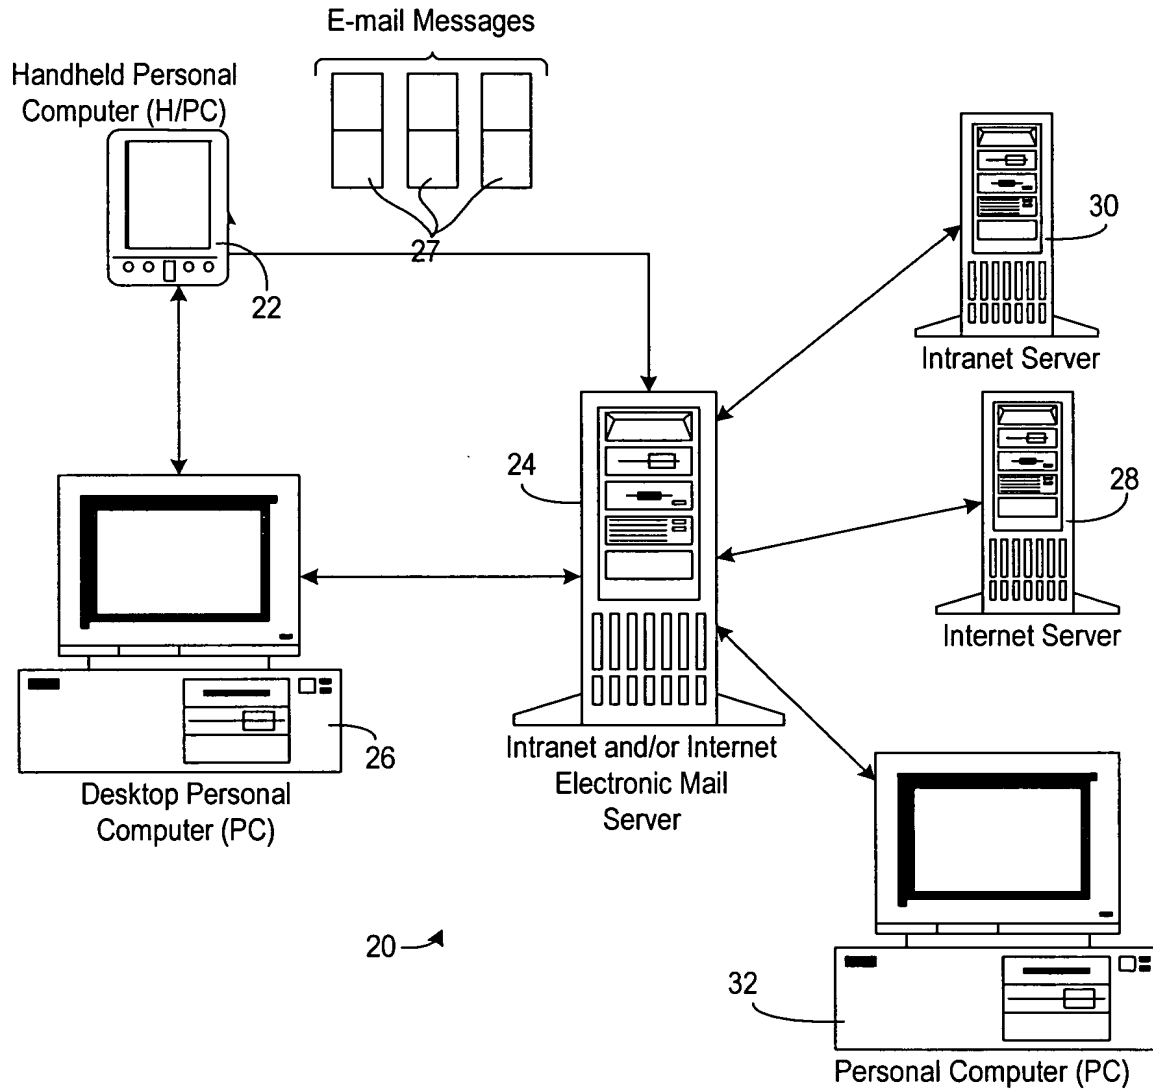 E-mail Messages
Handheld Personal
Computer (H/PC)
27
22
30
Intranet Server
24
28
Internet Server
26
Desktop Personal
Computer (PC)
Intranet and/or Internet
Electronic Mail
Server
20
32
Personal Computer (PC)